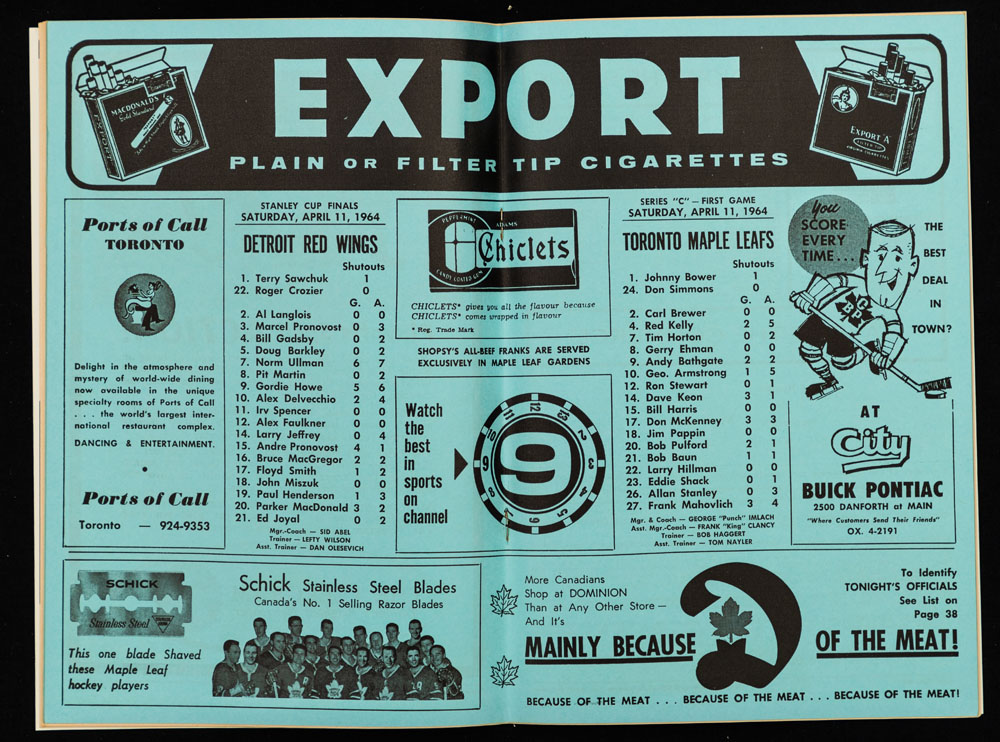 EXPORT
PLAIN OR FILTER TIP CIGARETTES
MACDONALD'S
Gold Standard
EXPORT
EXPORT "A"
FILTER TIP
Ports of Call
TORONTO
Delight in the atmosphere and
mystery of world-wide dining
now available in the unique
specialty rooms of Ports of Call
. . . the world's largest inter-
national restaurant complex.
DANCING & ENTERTAINMENT.
Ports of Call
Toronto — 924-9353
STANLEY CUP FINALS
SATURDAY, APRIL 11, 1964
DETROIT RED WINGS
Shutouts
1. Terry Sawchuk 1
22. Roger Crozier 0
G. A.
2. Al Langlois 0 0
3. Marcel Pronovost 0 3
4. Bill Gadsby 0 2
5. Doug Barkley 0 2
7. Norm Ullman 6 7
8. Pit Martin 0 2
9. Gordie Howe 5 6
10. Alex Delvecchio 2 4
11. Irv Spencer 0 0
12. Alex Faulkner 0 0
14. Larry Jeffrey 0 4
15. Andre Pronovost 4 1
16. Bruce MacGregor 2 2
17. Floyd Smith 1 2
18. John Miszuk 0 0
19. Paul Henderson 1 3
20. Parker MacDonald 3 2
21. Ed Joyal 0 2
Mgr.-Coach — SID ABEL
Trainer — LEFTY WILSON
Asst. Trainer — DAN OLESEVICH
PEPPERMINT
ADAMS
Chiclets
CANDY COATED GUM
CHICLETS* gives you all the flavour because
CHICLETS* comes wrapped in flavour
* Reg. Trade Mark
SHOPSY'S ALL-BEEF FRANKS ARE SERVED
EXCLUSIVELY IN MAPLE LEAF GARDENS
Watch
the
best
in
sports
on
channel
9
12
1
2
3
4
5
6
7
8
9
10
11
SERIES "C" — FIRST GAME
SATURDAY, APRIL 11, 1964
TORONTO MAPLE LEAFS
Shutouts
1. Johnny Bower 1
24. Don Simmons 0
G. A.
2. Carl Brewer 0 0
4. Red Kelly 2 5
7. Tim Horton 0 2
8. Gerry Ehman 0 0
9. Andy Bathgate 2 2
10. Geo. Armstrong 1 5
12. Ron Stewart 0 1
14. Dave Keon 3 1
15. Bill Harris 0 0
17. Don McKenney 3 3
18. Jim Pappin 0 0
20. Bob Pulford 2 1
21. Bob Baun 1 1
22. Larry Hillman 0 0
23. Eddie Shack 0 1
26. Allan Stanley 0 3
27. Frank Mahovlich 3 4
Mgr. & Coach — GEORGE "Punch" IMLACH
Asst. Mgr.-Coach — FRANK "King" CLANCY
Trainer — BOB HAGGERT
Asst. Trainer — TOM NAYLER
You
SCORE
EVERY
TIME . . .
THE
BEST
DEAL
IN
TOWN?
AT
City
BUICK PONTIAC
2500 DANFORTH at MAIN
"Where Customers Send Their Friends"
OX. 4-2191
SCHICK
Stainless Steel
This one blade Shaved
these Maple Leaf
hockey players
Schick Stainless Steel Blades
Canada's No. 1 Selling Razor Blades
More Canadians
Shop at DOMINION
Than at Any Other Store —
And It's
MAINLY BECAUSE
OF THE MEAT!
To Identify
TONIGHT'S OFFICIALS
See List on
Page 38
BECAUSE OF THE MEAT . . . BECAUSE OF THE MEAT . . . BECAUSE OF THE MEAT!